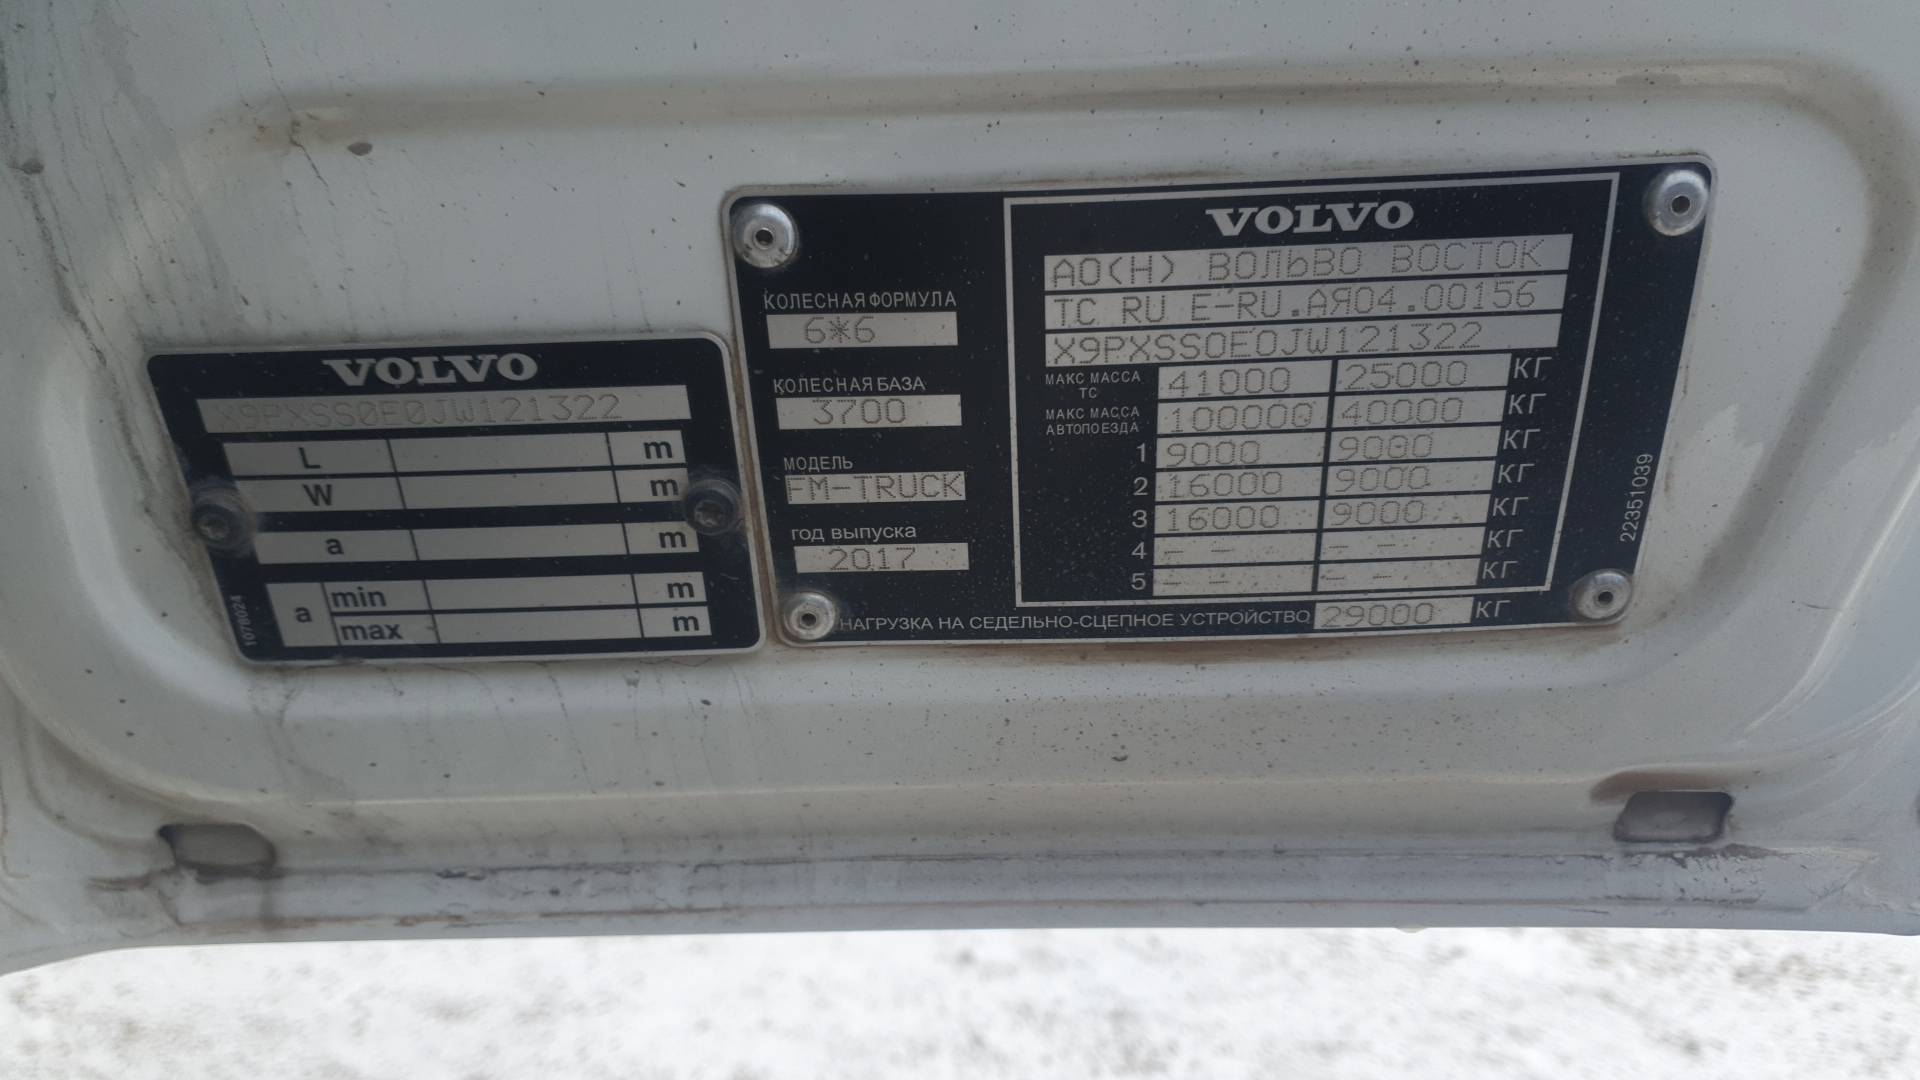 VOLVO
X9PXSS0E0JW121322
L m
W m
a m
a min m
max m
1078024
КОЛЕСНАЯ ФОРМУЛА
6*6
КОЛЕСНАЯ БАЗА
3700
МОДЕЛЬ
FM-TRUCK
год выпуска
2017
VOLVO
АО(Н) ВОЛЬВО ВОСТОК
TC RU E-RU.АЯ04.00156
X9PXSS0E0JW121322
МАКС МАССА ТС 41000 25000 КГ
МАКС МАССА АВТОПОЕЗДА 100000 40000 КГ
1 9000 9000 КГ
2 16000 9000 КГ
3 16000 9000 КГ
4 - - - - КГ
5 - - - - КГ
НАГРУЗКА НА СЕДЕЛЬНО-СЦЕПНОЕ УСТРОЙСТВО 29000 КГ
22351039